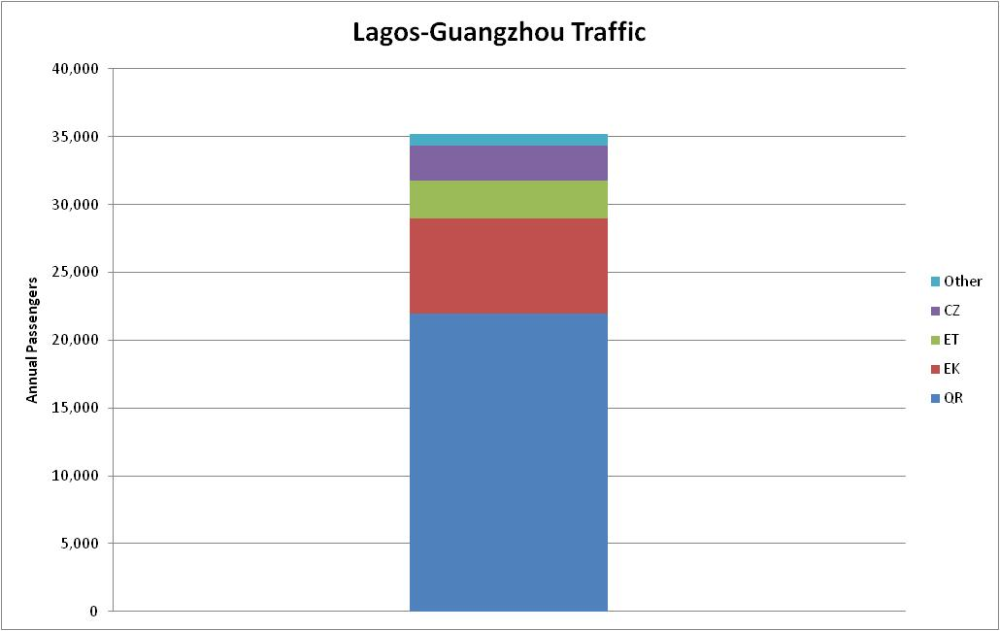 Lagos-Guangzhou Traffic
Annual Passengers
40,000
35,000
30,000
25,000
20,000
15,000
10,000
5,000
0
Other
CZ
ET
EK
QR